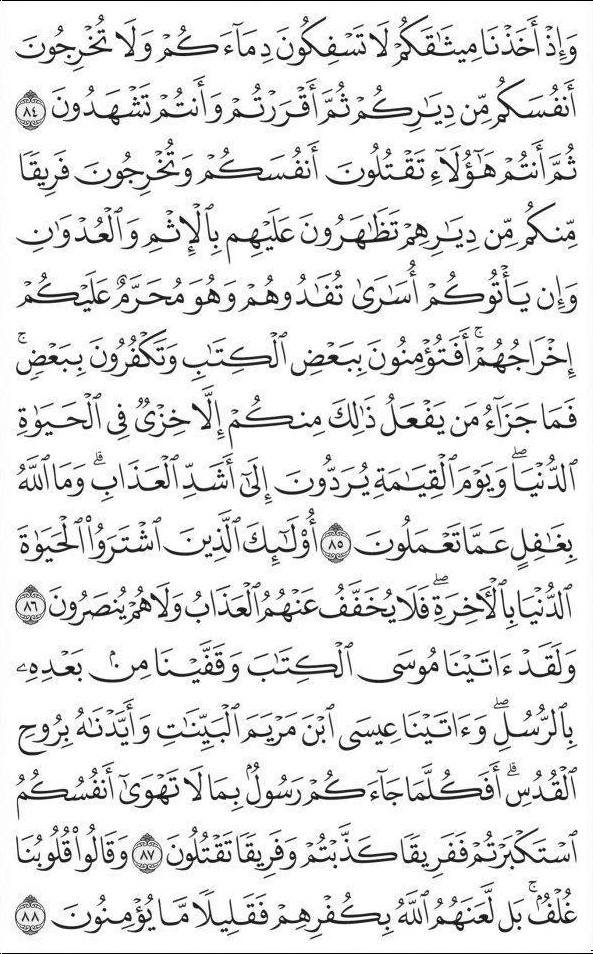 وَإِذْ أَخَذْنَا مِيثَٰقَكُمْ لَا تَسْفِكُونَ دِمَآءَكُمْ وَلَا تُخْرِجُونَ
أَنفُسَكُم مِّن دِيَٰرِكُمْ ثُمَّ أَقْرَرْتُمْ وَأَنتُمْ تَشْهَدُونَ ٨٤
ثُمَّ أَنتُمْ هَٰٓؤُلَآءِ تَقْتُلُونَ أَنفُسَكُمْ وَتُخْرِجُونَ فَرِيقًا
مِّنكُم مِّن دِيَٰرِهِمْ تَظَٰهَرُونَ عَلَيْهِم بِٱلْإِثْمِ وَٱلْعُدْوَٰنِ
وَإِن يَأْتُوكُمْ أُسَٰرَىٰ تُفَٰدُوهُمْ وَهُوَ مُحَرَّمٌ عَلَيْكُمْ
إِخْرَاجُهُمْ ۚ أَفَتُؤْمِنُونَ بِبَعْضِ ٱلْكِتَٰبِ وَتَكْفُرُونَ بِبَعْضٍ ۚ
فَمَا جَزَآءُ مَن يَفْعَلُ ذَٰلِكَ مِنكُمْ إِلَّا خِزْىٌ فِى ٱلْحَيَوٰةِ
ٱلدُّنْيَا ۖ وَيَوْمَ ٱلْقِيَٰمَةِ يُرَدُّونَ إِلَىٰٓ أَشَدِّ ٱلْعَذَابِ ۗ وَمَا ٱللَّهُ
بِغَٰفِلٍ عَمَّا تَعْمَلُونَ ٨٥ أُو۟لَٰٓئِكَ ٱلَّذِينَ ٱشْتَرَوُا۟ ٱلْحَيَوٰةَ
ٱلدُّنْيَا بِٱلْءَاخِرَةِ ۖ فَلَا يُخَفَّفُ عَنْهُمُ ٱلْعَذَابُ وَلَا هُمْ يُنصَرُونَ ٨٦
وَلَقَدْ ءَاتَيْنَا مُوسَى ٱلْكِتَٰبَ وَقَفَّيْنَا مِنۢ بَعْدِهِۦ
بِٱلرُّسُلِ ۖ وَءَاتَيْنَا عِيسَى ٱبْنَ مَرْيَمَ ٱلْبَيِّنَٰتِ وَأَيَّدْنَٰهُ بِرُوحِ
ٱلْقُدُسِ ۗ أَفَكُلَّمَا جَآءَكُمْ رَسُولٌۢ بِمَا لَا تَهْوَىٰٓ أَنفُسُكُمُ
ٱسْتَكْبَرْتُمْ فَفَرِيقًا كَذَّبْتُمْ وَفَرِيقًا تَقْتُلُونَ ٨٧ وَقَالُوا۟ قُلُوبُنَا
غُلْفٌۢ ۚ بَل لَّعَنَهُمُ ٱللَّهُ بِكُفْرِهِمْ فَقَلِيلًا مَّا يُؤْمِنُونَ ٨٨